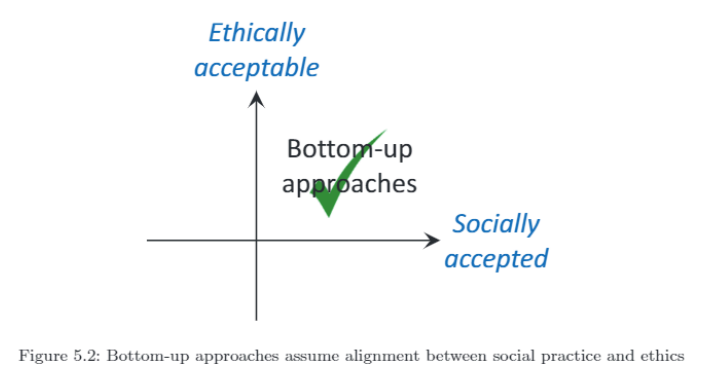 Ethically
acceptable
Bottom-up
approaches
Socially
accepted
Figure 5.2: Bottom-up approaches assume alignment between social practice and ethics